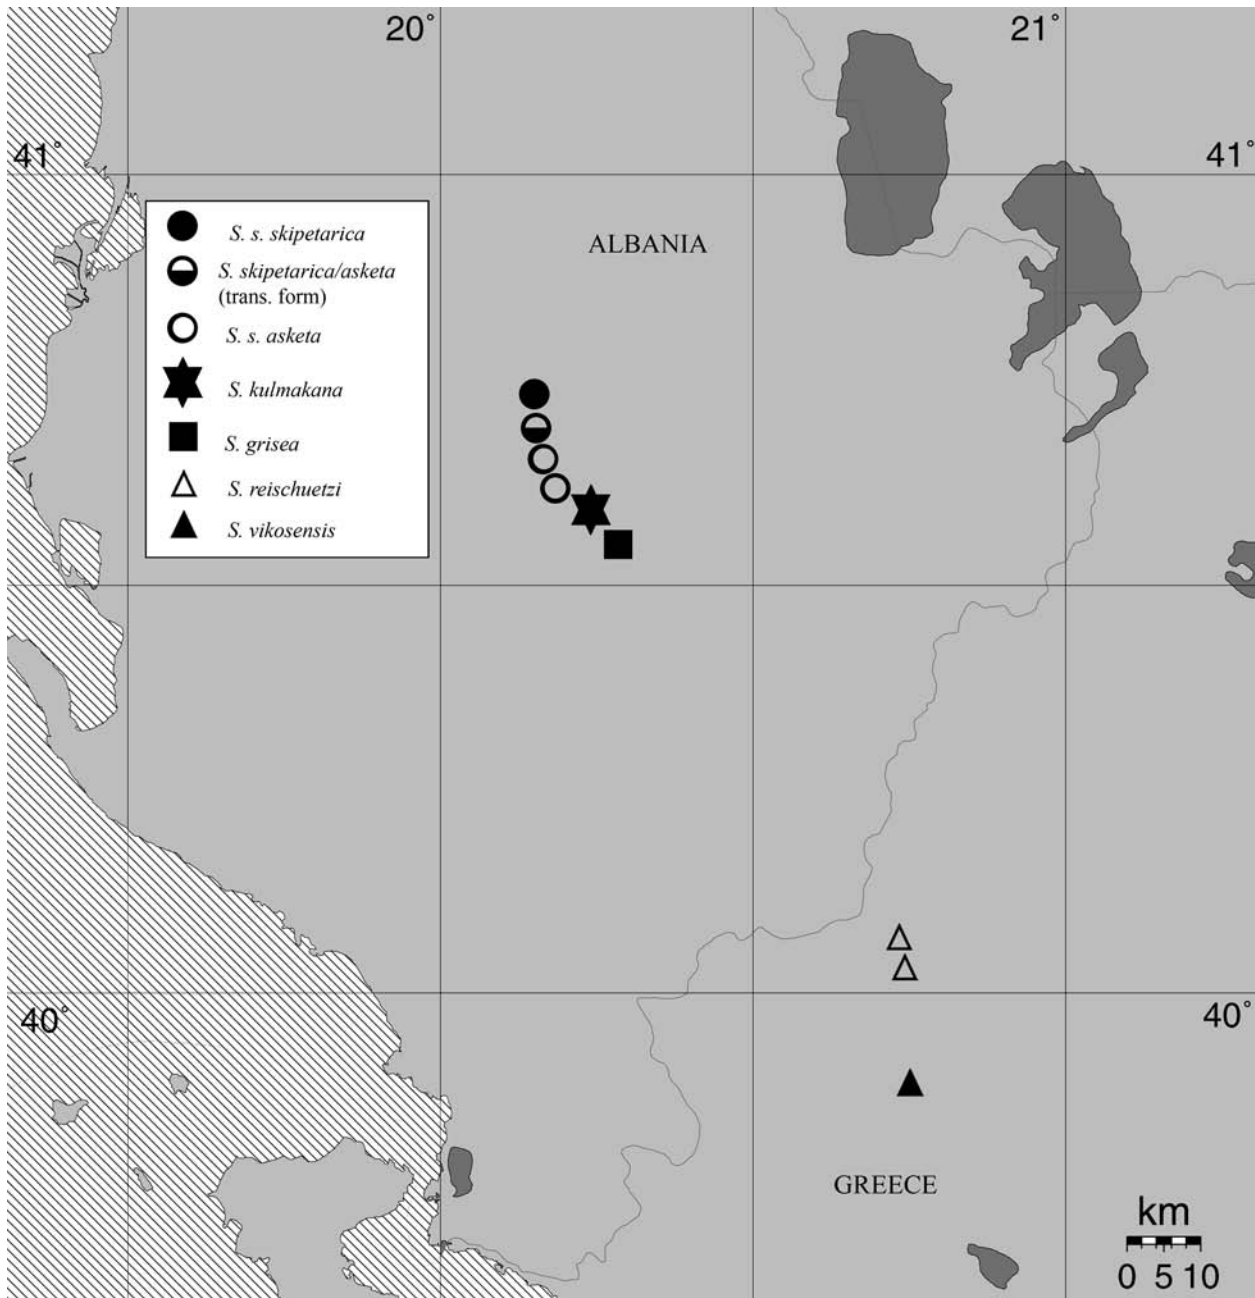 20°
21°
41°
41°
S. s. skipetarica
S. skipetarica/asketa
(trans. form)
S. s. asketa
S. kulmakana
S. grisea
S. reischuetzi
S. vikosensis
ALBANIA
40°
40°
GREECE
km
0 5 10